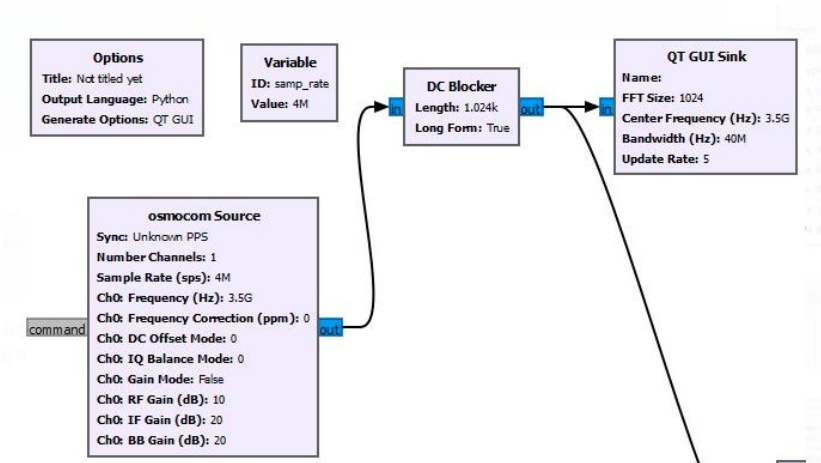 Options
Title: Not titled yet
Output Language: Python
Generate Options: QT GUI
Variable
ID: samp_rate
Value: 4M
DC Blocker
Length: 1.024k
Long Form: True
in
out
QT GUI Sink
Name:
FFT Size: 1024
Center Frequency (Hz): 3.5G
Bandwidth (Hz): 40M
Update Rate: 5
in
osmocom Source
Sync: Unknown PPS
Number Channels: 1
Sample Rate (sps): 4M
Ch0: Frequency (Hz): 3.5G
Ch0: Frequency Correction (ppm): 0
Ch0: DC Offset Mode: 0
Ch0: IQ Balance Mode: 0
Ch0: Gain Mode: False
Ch0: RF Gain (dB): 10
Ch0: IF Gain (dB): 20
Ch0: BB Gain (dB): 20
command
out